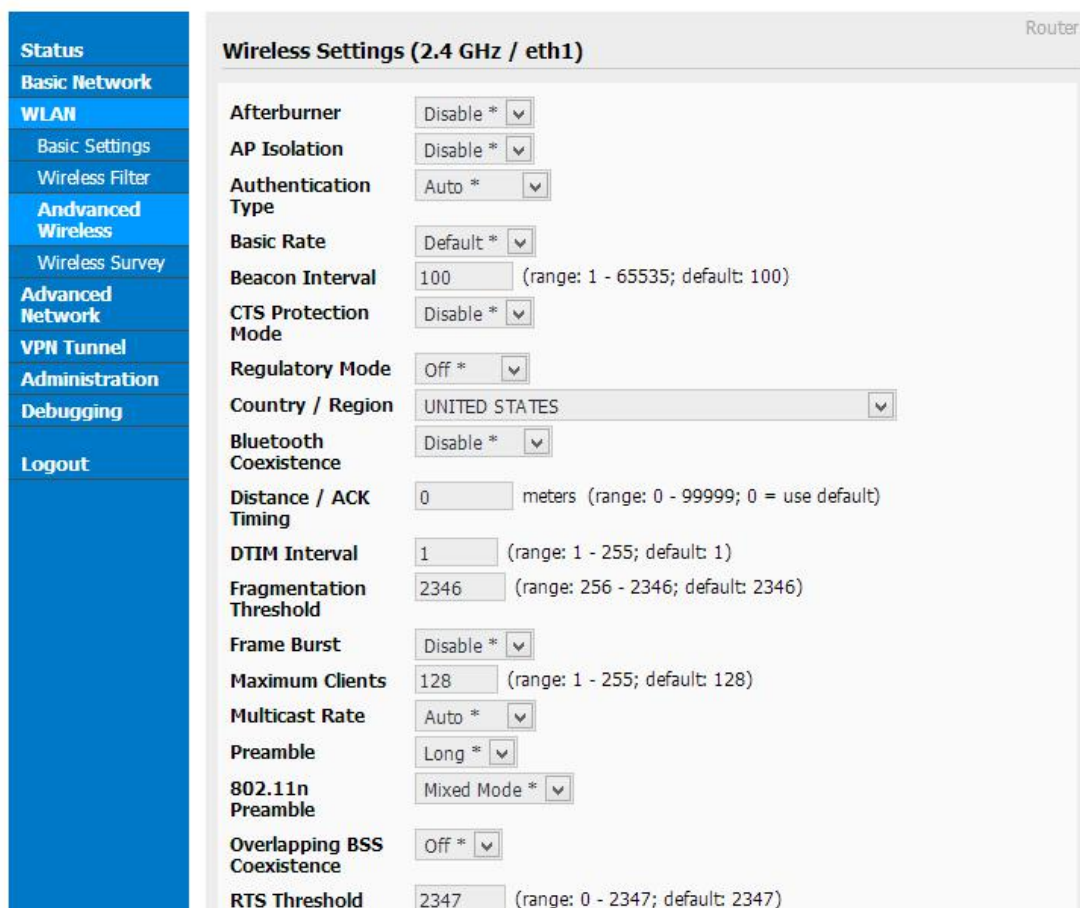 Router
Status
Basic Network
WLAN
Basic Settings
Wireless Filter
Andvanced
Wireless
Wireless Survey
Advanced
Network
VPN Tunnel
Administration
Debugging
Logout
Wireless Settings (2.4 GHz / eth1)
Afterburner Disable *
AP Isolation Disable *
Authentication
Type Auto *
Basic Rate Default *
Beacon Interval 100 (range: 1 - 65535; default: 100)
CTS Protection
Mode Disable *
Regulatory Mode Off *
Country / Region UNITED STATES
Bluetooth
Coexistence Disable *
Distance / ACK
Timing 0 meters (range: 0 - 99999; 0 = use default)
DTIM Interval 1 (range: 1 - 255; default: 1)
Fragmentation
Threshold 2346 (range: 256 - 2346; default: 2346)
Frame Burst Disable *
Maximum Clients 128 (range: 1 - 255; default: 128)
Multicast Rate Auto *
Preamble Long *
802.11n
Preamble Mixed Mode *
Overlapping BSS
Coexistence Off *
RTS Threshold 2347 (range: 0 - 2347; default: 2347)